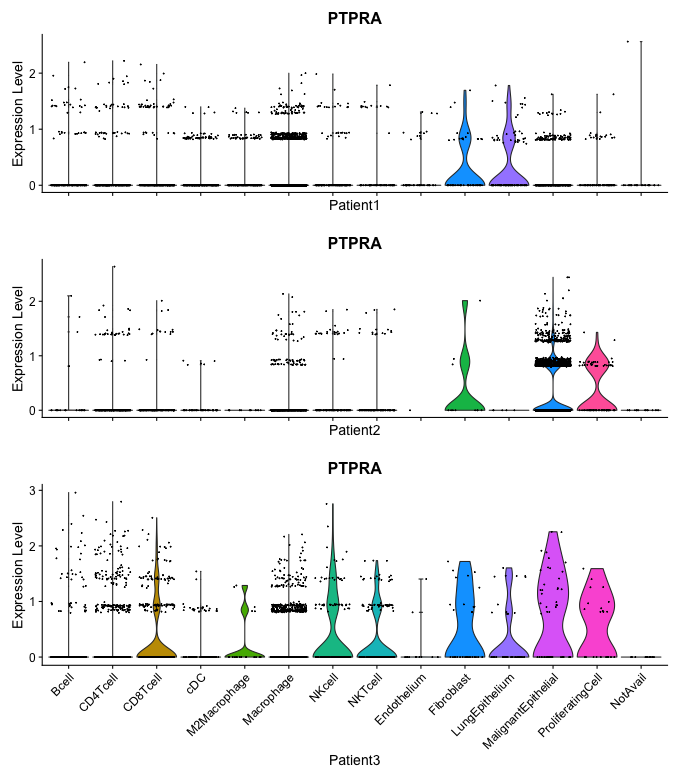 PTPRA
Expression Level
2
1
0
Patient1
PTPRA
Expression Level
2
1
0
Patient2
PTPRA
Expression Level
3
2
1
0
Bcell
CD4Tcell
CD8Tcell
cDC
M2Macrophage
Macrophage
NKcell
NKTcell
Endothelium
Fibroblast
LungEpithelium
MalignantEpithelial
ProliferatingCell
NotAvail
Patient3